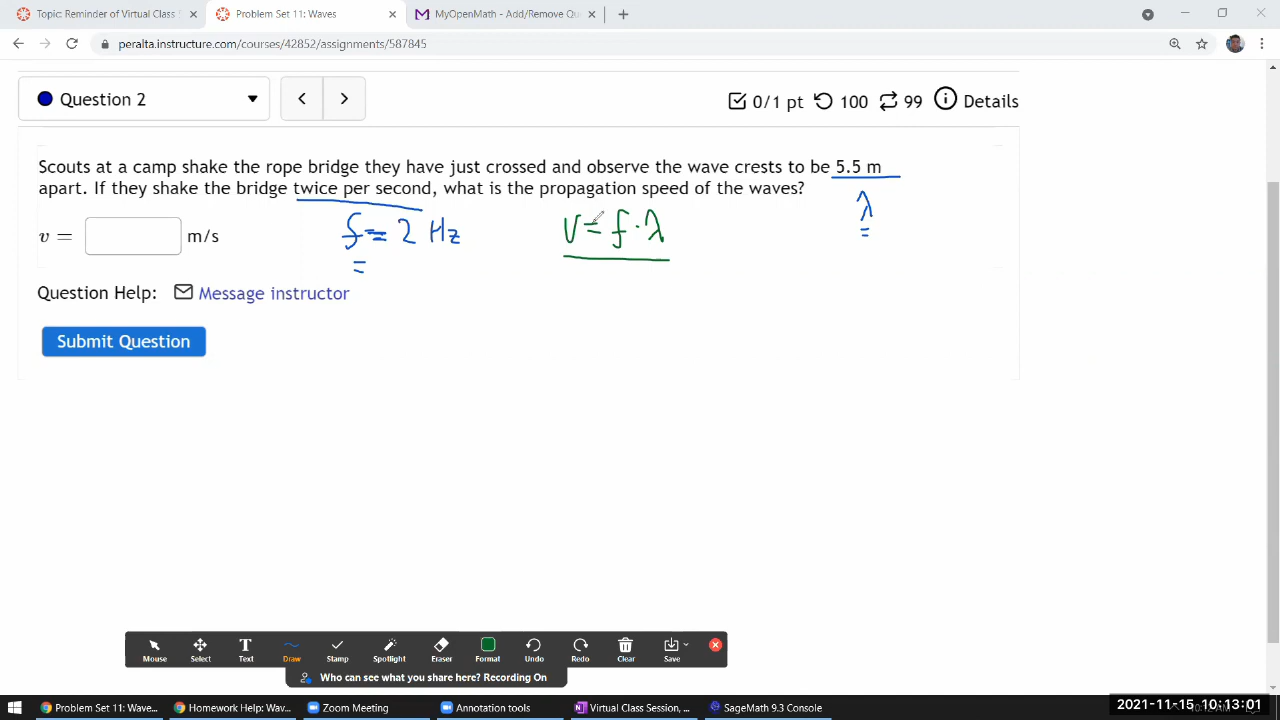 Topic: Reminder of Virtual Class
Problem Set 11: Waves
MyOpenMath - Add/Remove Qu
peralta.instructure.com/courses/42852/assignments/587845
Question 2
0/1 pt 100 99 Details
Scouts at a camp shake the rope bridge they have just crossed and observe the wave crests to be 5.5 m
apart. If they shake the bridge twice per second, what is the propagation speed of the waves?
λ
v = m/s
f = 2 Hz
v = f · λ
Question Help: Message instructor
Submit Question
Mouse Select Text Draw Stamp Spotlight Eraser Format Undo Redo Clear Save
Who can see what you share here? Recording On
Problem Set 11: Wav... Homework Help: Wav... Zoom Meeting Annotation tools Virtual Class Session, ... SageMath 9.3 Console
2021-11-15 10:13:01